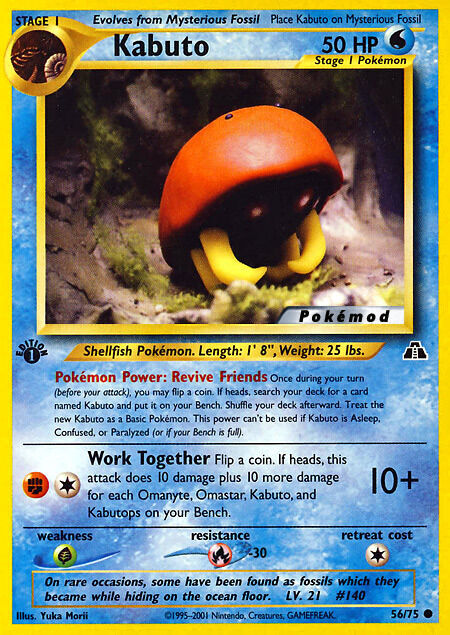 STAGE 1 Evolves from Mysterious Fossil Place Kabuto on Mysterious Fossil
Kabuto 50 HP
Stage 1 Pokémon
Pokémod
EDITION 1
Shellfish Pokémon. Length: 1' 8", Weight: 25 lbs.
Pokémon Power: Revive Friends Once during your turn
(before your attack), you may flip a coin. If heads, search your deck for a card
named Kabuto and put it on your Bench. Shuffle your deck afterward. Treat the
new Kabuto as a Basic Pokémon. This power can't be used if Kabuto is Asleep,
Confused, or Paralyzed (or if your Bench is full).
Work Together Flip a coin. If heads, this
attack does 10 damage plus 10 more damage
for each Omanyte, Omastar, Kabuto, and
Kabutops on your Bench.
10+
weakness resistance retreat cost
-30
On rare occasions, some have been found as fossils which they
became while hiding on the ocean floor. LV. 21 #140
Illus. Yuka Morii ©1995-2001 Nintendo, Creatures, GAMEFREAK. 56/75